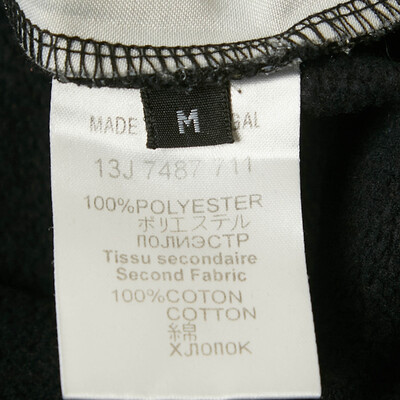 MADE
M
GAL
13J 7487 711
100%POLYESTER
ポリエステル
ПОЛИЭСТР
Tissu secondaire
Second Fabric
100%COTON
COTTON
綿
ХЛОПОК